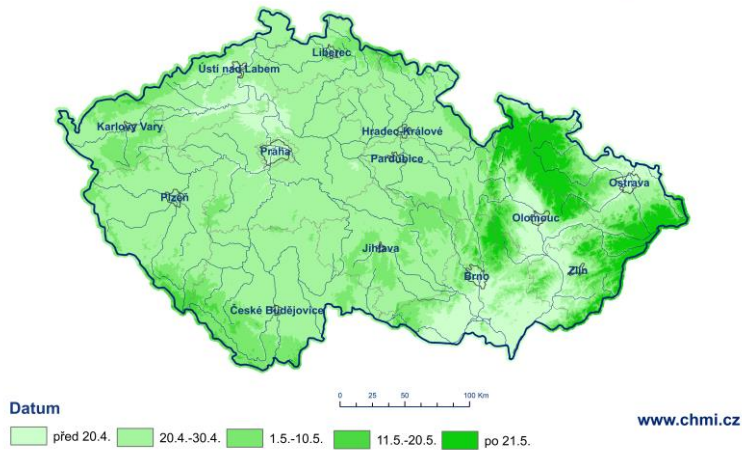 Liberec
Ústí nad Labem
Karlovy Vary
Hradec Králové
Praha
Pardubice
Ostrava
Plzeň
Olomouc
Jihlava
Brno
Zlín
České Budějovice
0 25 50 100 Km
Datum
www.chmi.cz
před 20.4. 20.4.-30.4. 1.5.-10.5. 11.5.-20.5. po 21.5.